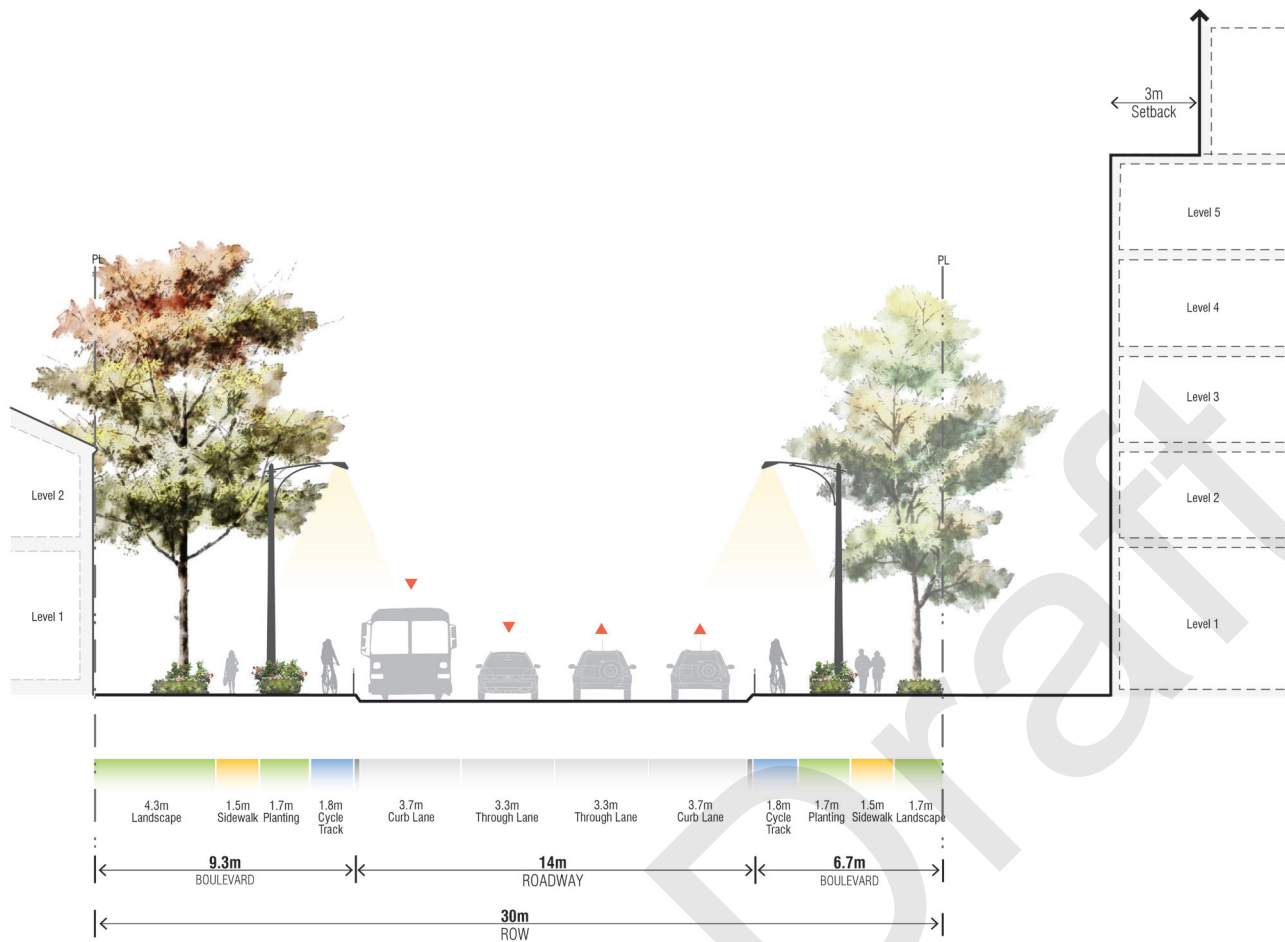 3m
Setback
Level 5
PL
PL
Level 4
Level 3
Level 2
Level 2
Level 1
Level 1
4.3m
Landscape
1.5m
Sidewalk
1.7m
Planting
1.8m
Cycle
Track
3.7m
Curb Lane
3.3m
Through Lane
3.3m
Through Lane
3.7m
Curb Lane
1.8m
Cycle
Track
1.7m
Planting
1.5m
Sidewalk
1.7m
Landscape
9.3m
BOULEVARD
14m
ROADWAY
6.7m
BOULEVARD
30m
ROW
Draft